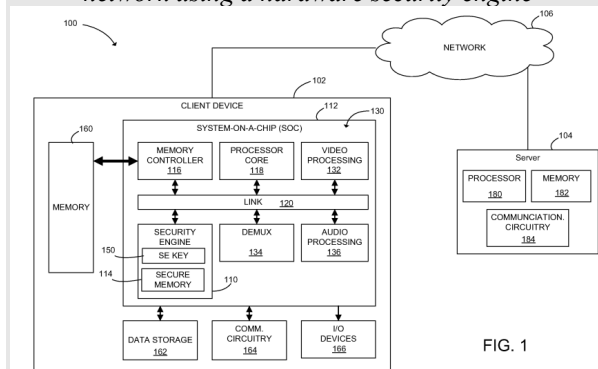 network using a hardware security engine
100
106
NETWORK
102
CLIENT DEVICE
112
130
SYSTEM-ON-A-CHIP (SOC)
160
MEMORY
MEMORY
CONTROLLER
116
PROCESSOR
CORE
118
VIDEO
PROCESSING
132
LINK 120
150
114
SECURITY
ENGINE
SE KEY
SECURE
MEMORY
110
DEMUX
134
AUDIO
PROCESSING
136
DATA STORAGE
162
COMM.
CIRCUITRY
164
I/O
DEVICES
166
104
Server
PROCESSOR
180
MEMORY
182
COMMUNCIATION.
CIRCUITRY
184
FIG. 1